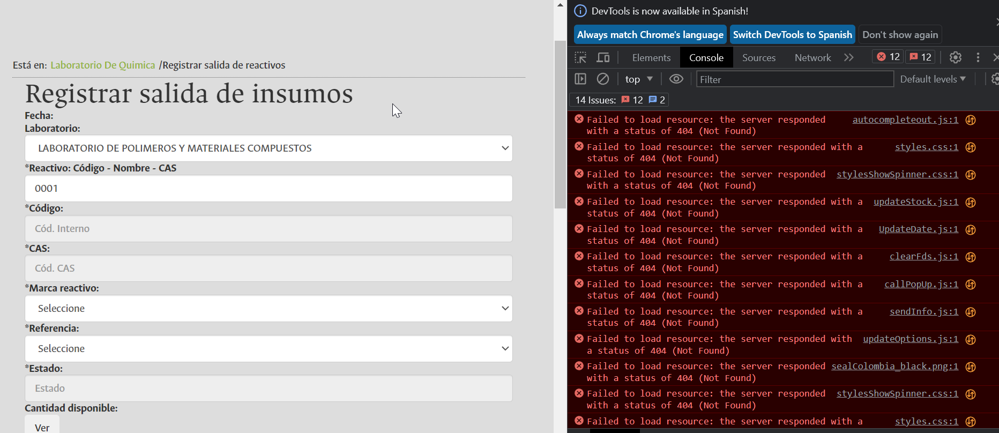 Está en: Laboratorio De Quimica /Registrar salida de reactivos
Registrar salida de insumos
Fecha:
Laboratorio:
LABORATORIO DE POLIMEROS Y MATERIALES COMPUESTOS
*Reactivo: Código - Nombre - CAS
0001
*Código:
Cód. Interno
*CAS:
Cód. CAS
*Marca reactivo:
Seleccione
*Referencia:
Seleccione
*Estado:
Estado
Cantidad disponible:
Ver
DevTools is now available in Spanish!
Always match Chrome's language Switch DevTools to Spanish Don't show again
Elements Console Sources Network 12 12
top Filter Default levels
14 Issues: 12 2
Failed to load resource: the server responded autocompleteout.js:1
with a status of 404 (Not Found)
Failed to load resource: the server responded with a styles.css:1
status of 404 (Not Found)
Failed to load resource: the server responded stylesShowSpinner.css:1
with a status of 404 (Not Found)
Failed to load resource: the server responded with a updateStock.js:1
status of 404 (Not Found)
Failed to load resource: the server responded with a UpdateDate.js:1
status of 404 (Not Found)
Failed to load resource: the server responded with a clearFds.js:1
status of 404 (Not Found)
Failed to load resource: the server responded with a callPopUp.js:1
status of 404 (Not Found)
Failed to load resource: the server responded with a sendInfo.js:1
status of 404 (Not Found)
Failed to load resource: the server responded with updateOptions.js:1
a status of 404 (Not Found)
Failed to load resource: the server responded sealColombia_black.png:1
with a status of 404 (Not Found)
Failed to load resource: the server responded stylesShowSpinner.css:1
with a status of 404 (Not Found)
Failed to load resource: the server responded with a styles.css:1